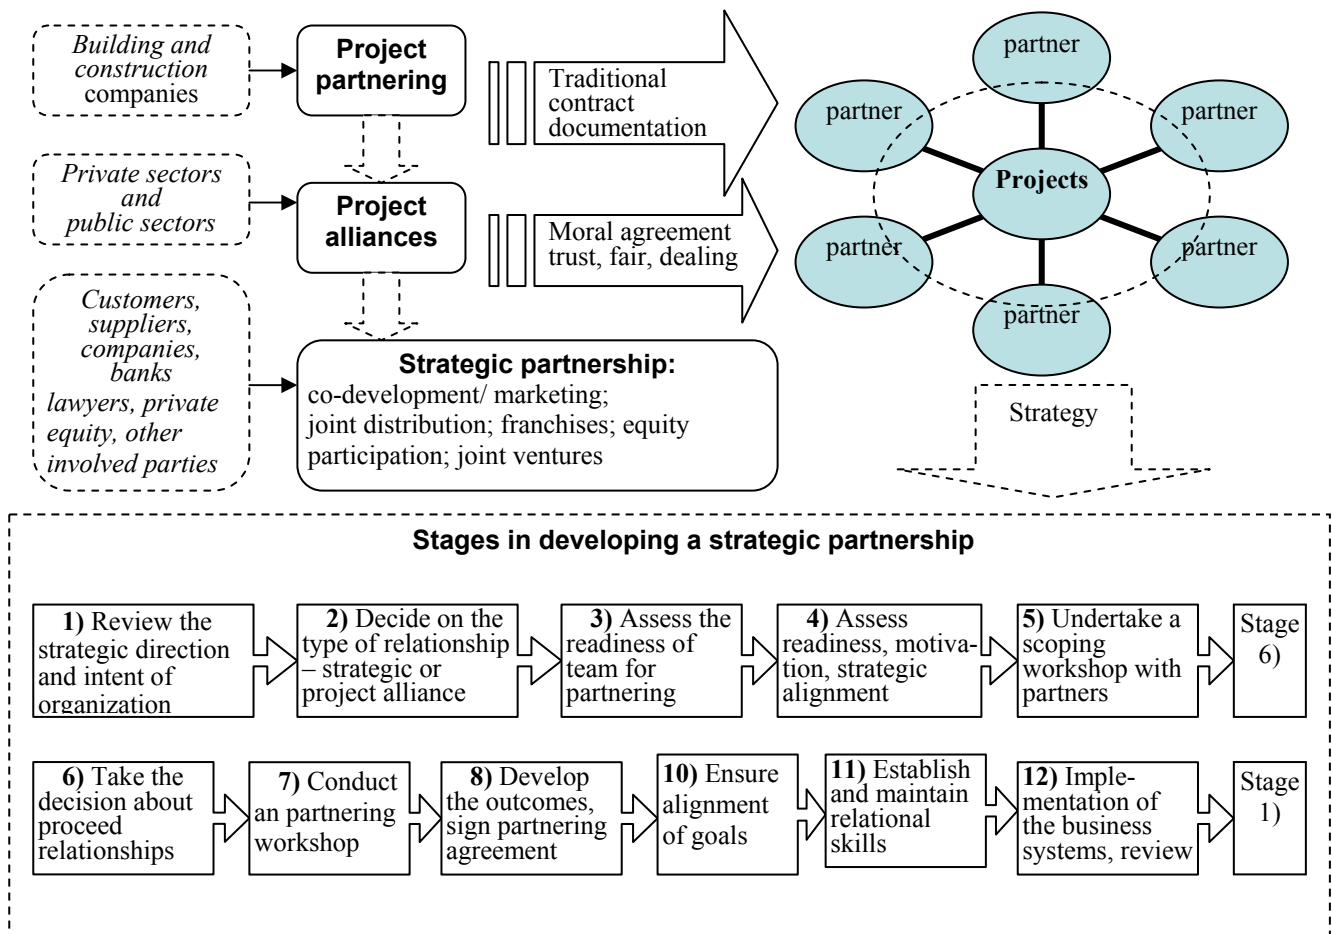 Building and
construction
companies
Project
partnering
Traditional
contract
documentation
Private sectors
and
public sectors
Project
alliances
Moral agreement
trust, fair, dealing
Customers,
suppliers,
companies,
banks
lawyers, private
equity, other
involved parties
Strategic partnership:
co-development/ marketing;
joint distribution; franchises; equity
participation; joint ventures
partner
partner
partner
Projects
partner
partner
partner
Strategy
Stages in developing a strategic partnership
1) Review the
strategic direction
and intent of
organization
2) Decide on the
type of relationship
– strategic or
project alliance
3) Assess the
readiness of
team for
partnering
4) Assess
readiness, motiva-
tion, strategic
alignment
5) Undertake a
scoping
workshop with
partners
Stage
6)
6) Take the
decision about
proceed
relationships
7) Conduct
an partnering
workshop
8) Develop
the outcomes,
sign partnering
agreement
10) Ensure
alignment
of goals
11) Establish
and maintain
relational
skills
12) Imple-
mentation of
the business
systems, review
Stage
1)